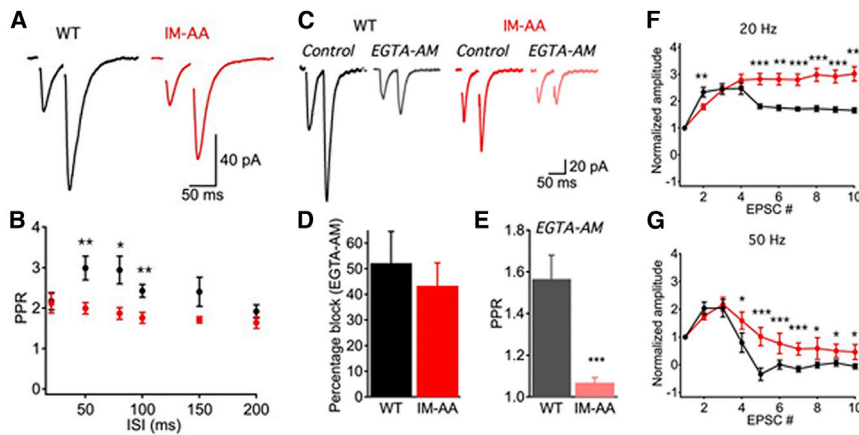 A
WT
IM-AA
40 pA
50 ms
B
PPR
4
3
2
1
0
** * **
50 100 150 200
ISI (ms)
C
WT IM-AA
Control EGTA-AM Control EGTA-AM
20 pA
50 ms
D
Percentage block (EGTA-AM)
60
50
40
30
20
10
0
WT IM-AA
E
EGTA-AM
PPR
1.8
1.6
1.4
1.2
1.0
***
WT IM-AA
F
20 Hz
Normalized amplitude
4
3
2
1
0
-1
** *** ** *** *** *** **
2 4 6 8 10
EPSC #
G
50 Hz
Normalized amplitude
4
3
2
1
0
-1
* *** *** *** * * *
2 4 6 8 10
EPSC #